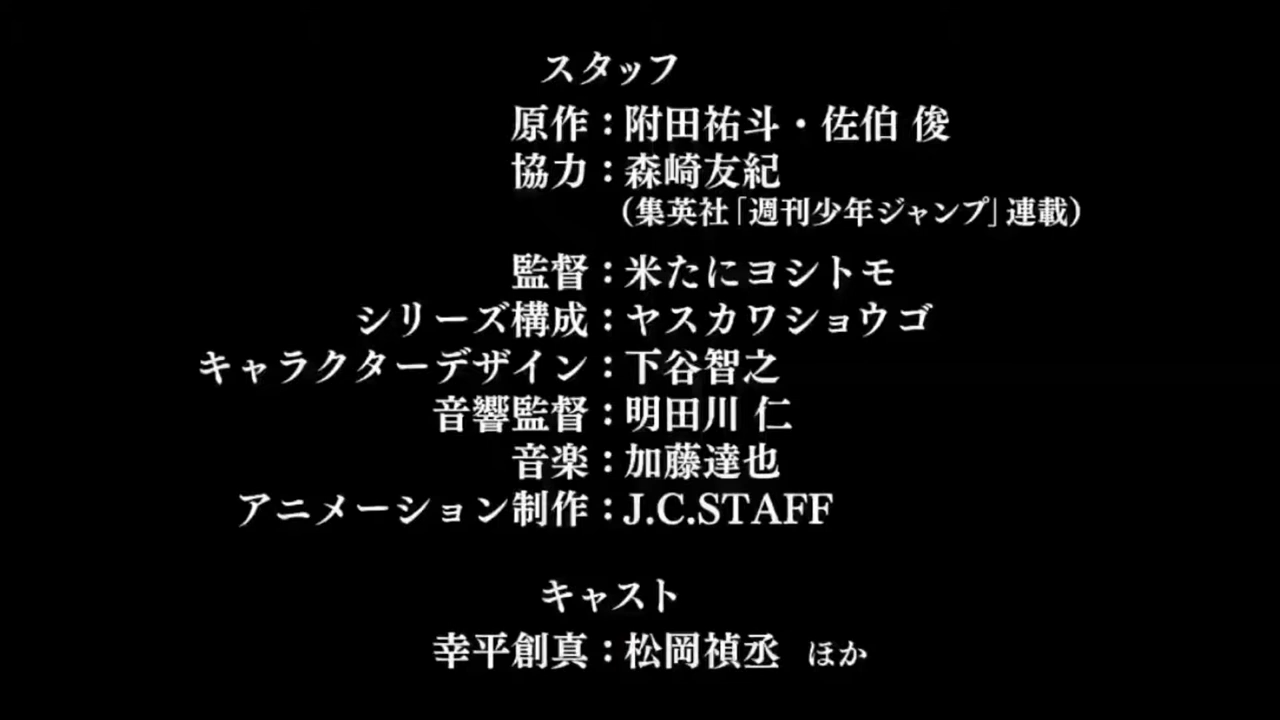 スタッフ
原作：附田祐斗・佐伯 俊
協力：森崎友紀
（集英社「週刊少年ジャンプ」連載）
監督：米たにヨシトモ
シリーズ構成：ヤスカワショウゴ
キャラクターデザイン：下谷智之
音響監督：明田川 仁
音楽：加藤達也
アニメーション制作：J.C.STAFF
キャスト
幸平創真：松岡禎丞 ほか